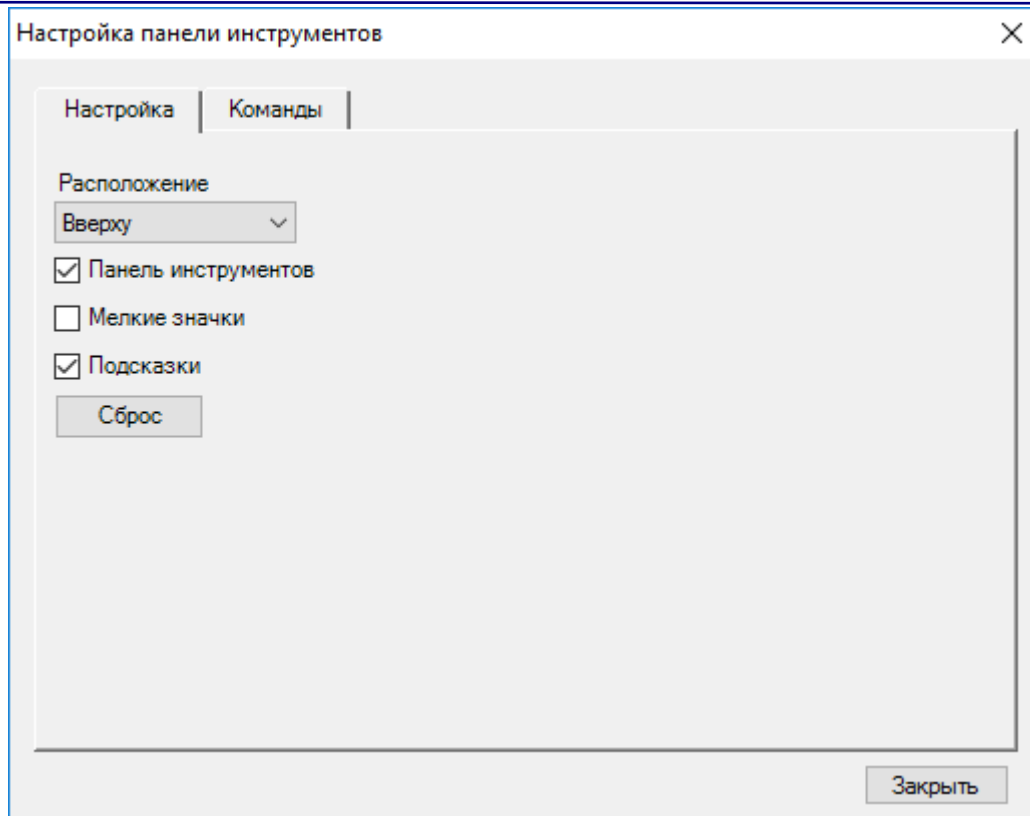 Настройка панели инструментов
Настройка Команды
Расположение
Вверху
Панель инструментов
Мелкие значки
Подсказки
Сброс
Закрыть